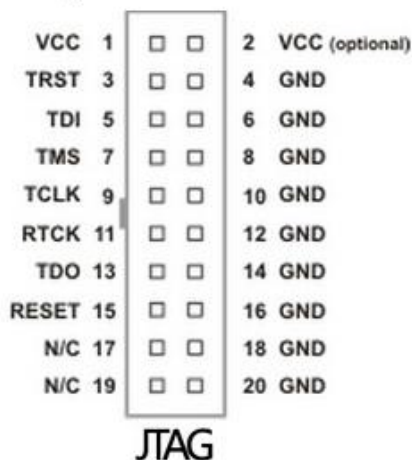 VCC 1 2 VCC (optional)
TRST 3 4 GND
TDI 5 6 GND
TMS 7 8 GND
TCLK 9 10 GND
RTCK 11 12 GND
TDO 13 14 GND
RESET 15 16 GND
N/C 17 18 GND
N/C 19 20 GND
JTAG